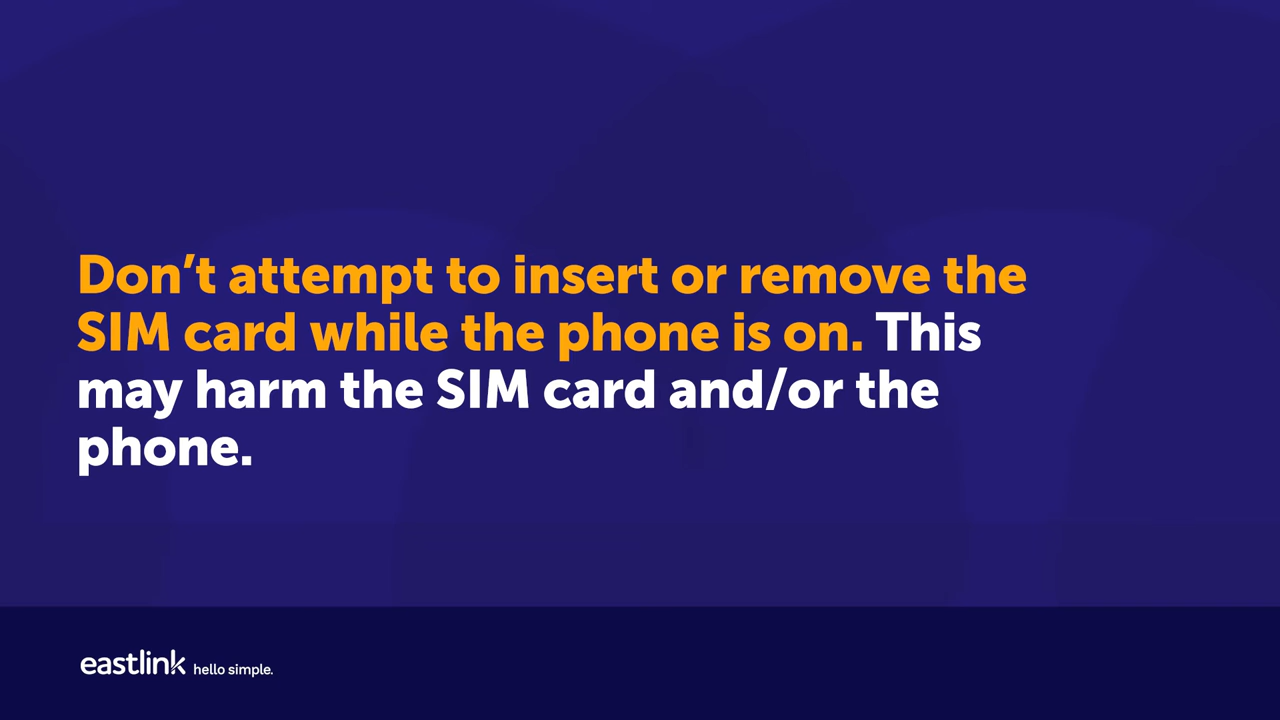 Don’t attempt to insert or remove the
SIM card while the phone is on. This
may harm the SIM card and/or the
phone.
eastlink hello simple.